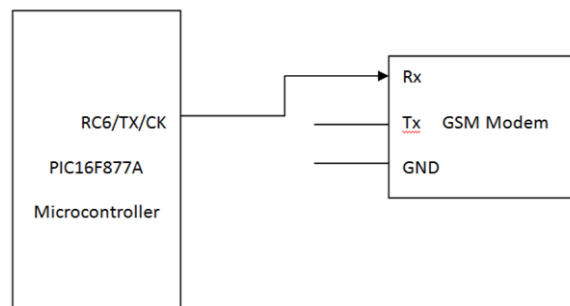 RC6/TX/CK
PIC16F877A
Microcontroller
Rx
Tx GSM Modem
GND